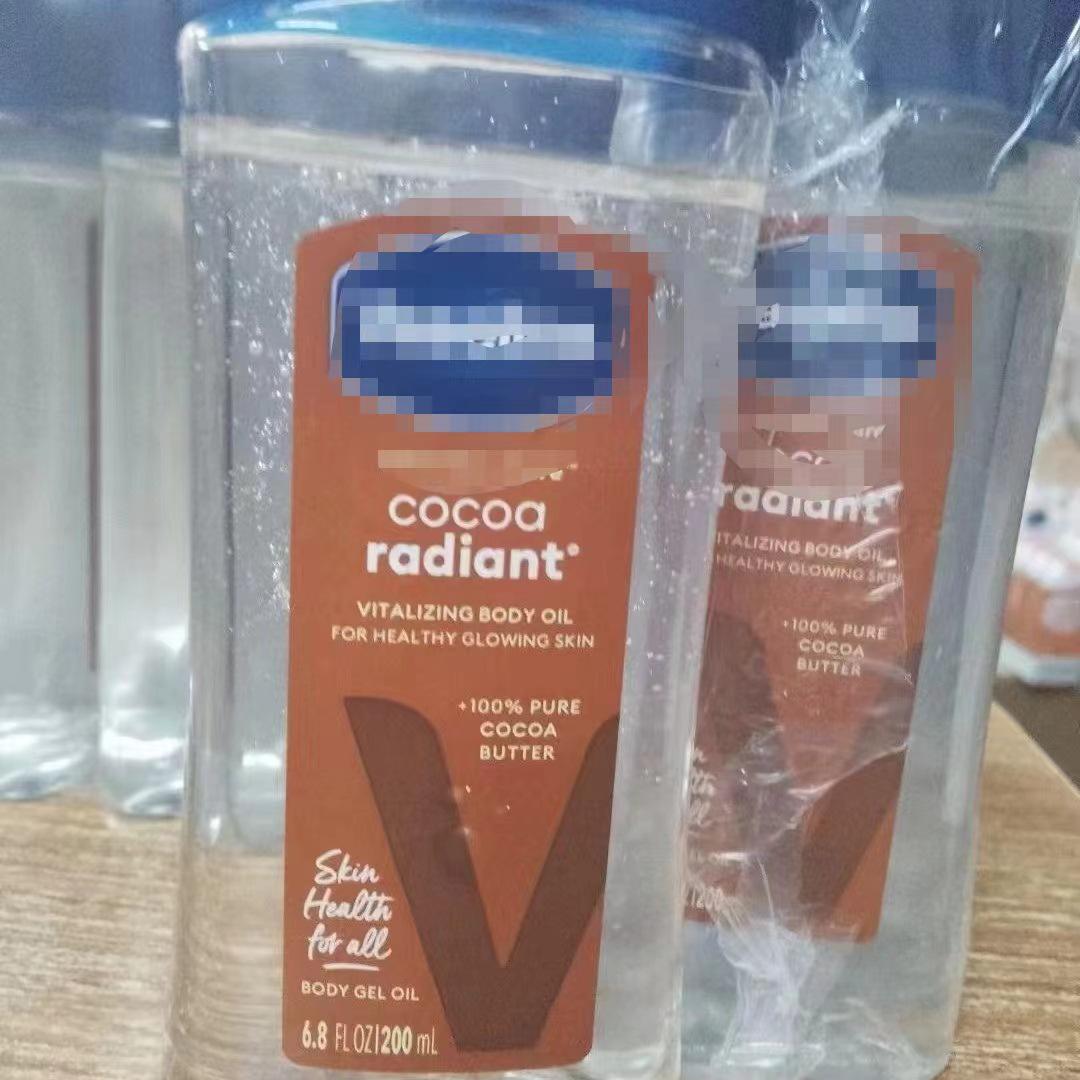 cocoa
radiant®
VITALIZING BODY OIL
FOR HEALTHY GLOWING SKIN
+100% PURE
COCOA
BUTTER
Skin
Health
for all
BODY GEL OIL
6.8 FL OZ|200 mL
radiant®
VITALIZING BODY OIL
HEALTHY GLOWING SKIN
+100% PURE
COCOA
BUTTER
200